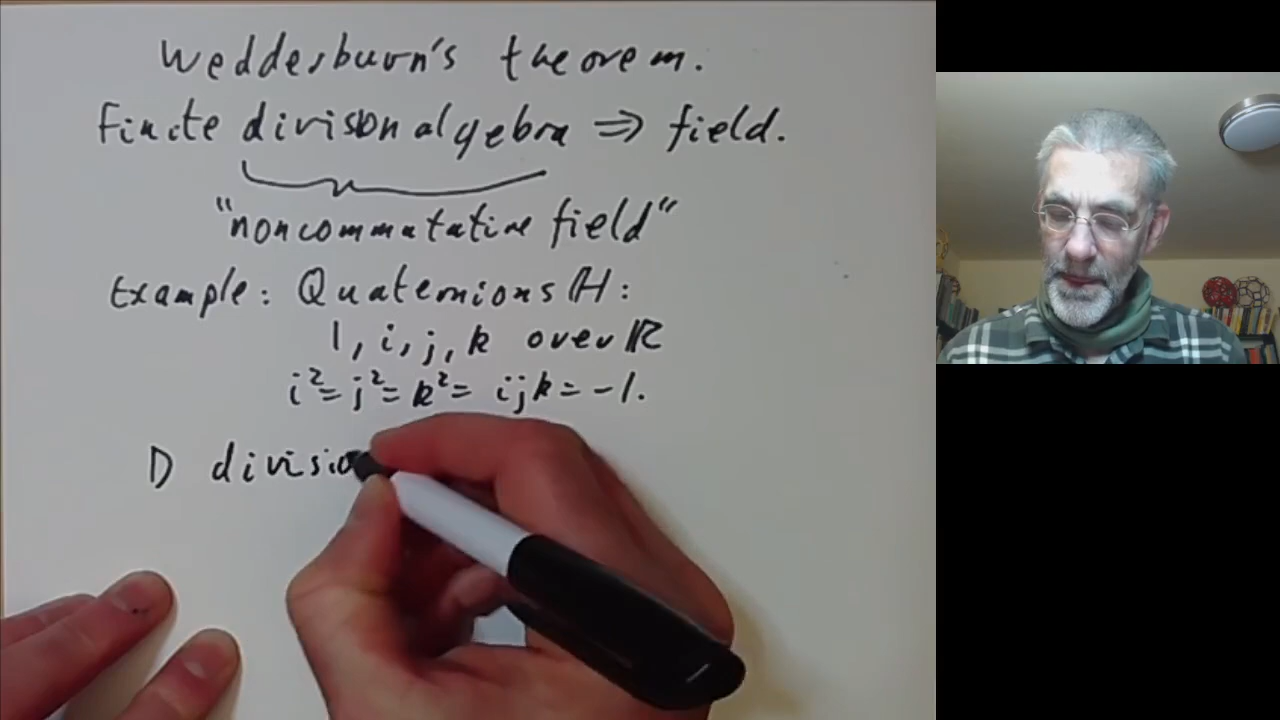 Wedderburn's theorem.
Finite division algebra ⇒ field.
"noncommutative field"
Example: Quaternions ℍ:
1, i, j, k over ℝ
i² = j² = k² = ijk = -1.
D divisio